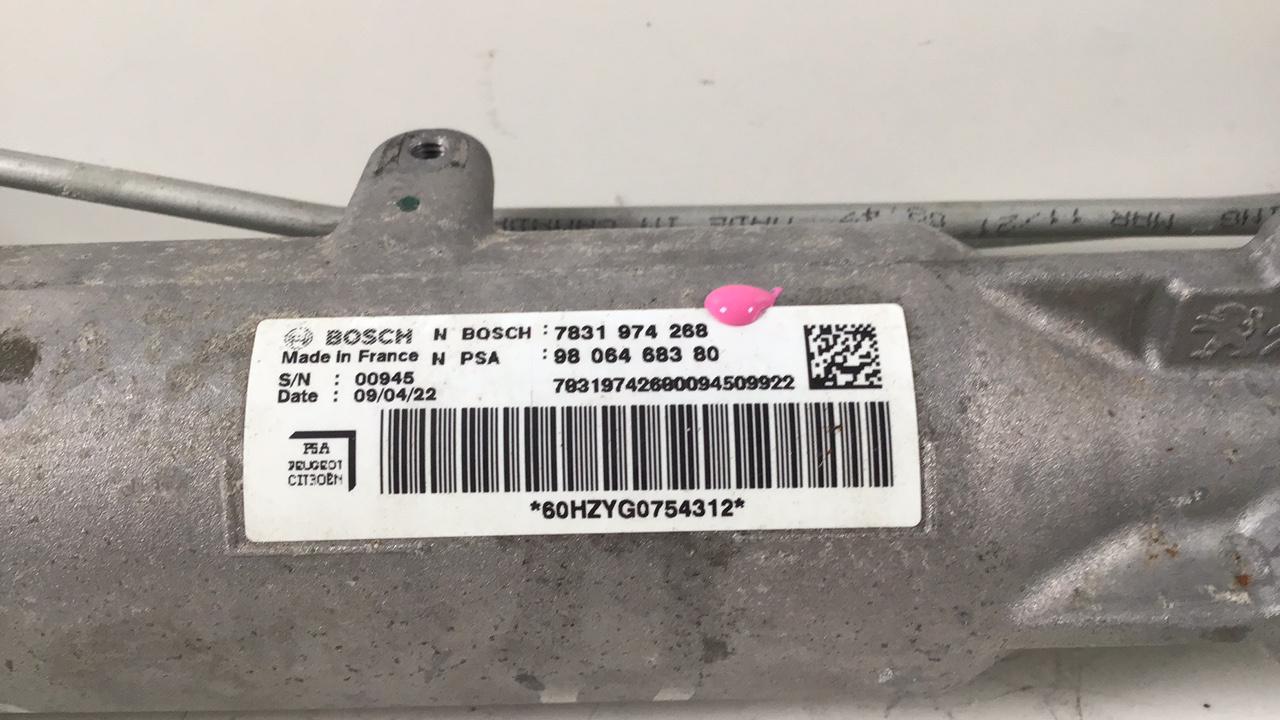 BOSCH N BOSCH : 7831 974 268
Made In France N PSA : 98 064 683 80
S/N : 00945
Date : 09/04/22
78319742680094509922
PSA
PEUGEOT
CITROËN
*60HZYG0754312*